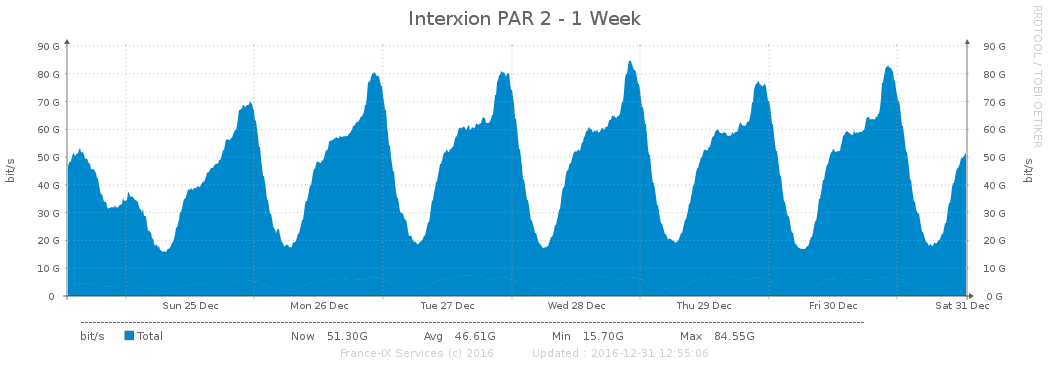 Interxion PAR 2 - 1 Week
RRDTOOL / TOBI OETIKER
90 G 90 G
80 G 80 G
70 G 70 G
60 G 60 G
50 G 50 G
40 G 40 G
30 G 30 G
20 G 20 G
10 G 10 G
0 0 G
bit/s bit/s
Sun 25 Dec Mon 26 Dec Tue 27 Dec Wed 28 Dec Thu 29 Dec Fri 30 Dec Sat 31 Dec
bit/s Total Now 51.30G Avg 46.61G Min 15.70G Max 84.55G
France-IX Services (c) 2016 Updated : 2016-12-31 12:55:06